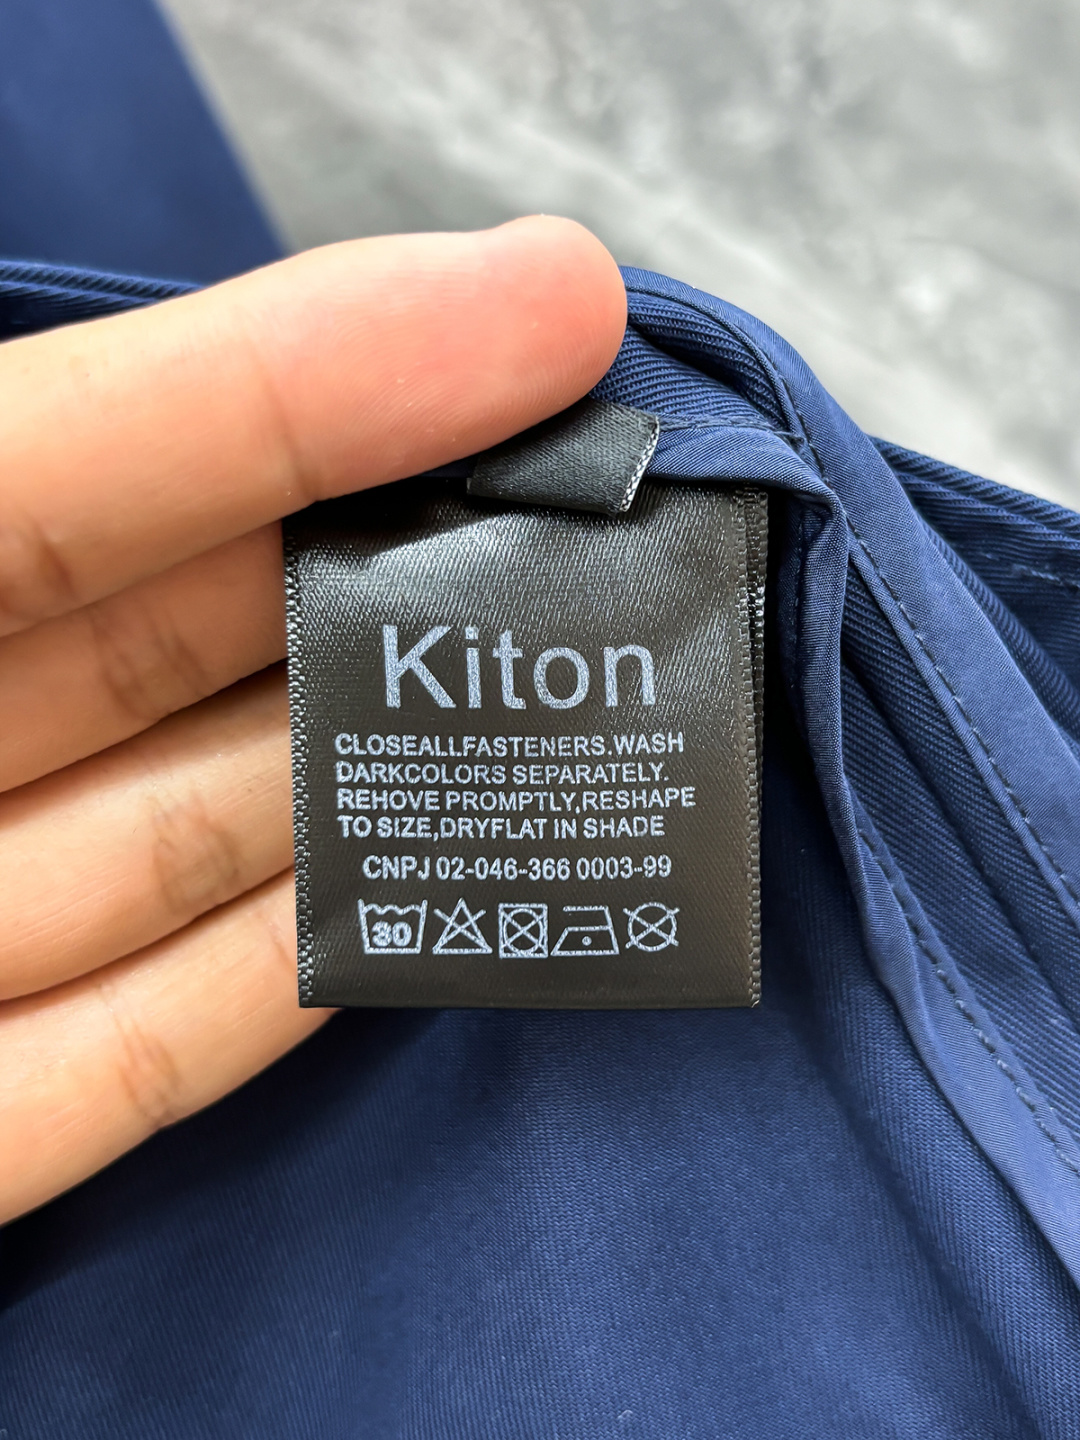 Kiton
CLOSEALLFASTENERS.WASH
DARKCOLORS SEPARATELY.
REHOVE PROMPTLY,RESHAPE
TO SIZE,DRYFLAT IN SHADE
CNPJ 02-046-366 0003-99
30